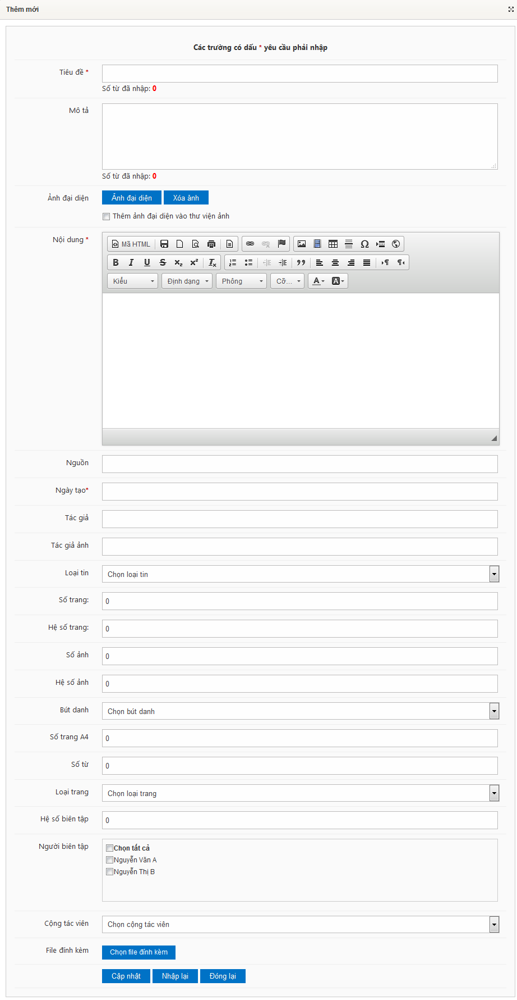 Thêm mới
Các trường có dấu * yêu cầu phải nhập
Tiêu đề *
Số từ đã nhập: 0
Mô tả
Số từ đã nhập: 0
Ảnh đại diện Ảnh đại diện Xóa ảnh
Thêm ảnh đại diện vào thư viện ảnh
Nội dung *
Mã HTML
Kiểu Định dạng Phông Cỡ...
Nguồn
Ngày tạo*
Tác giả
Tác giả ảnh
Loại tin Chọn loại tin
Số trang: 0
Hệ số trang: 0
Số ảnh 0
Hệ số ảnh 0
Bút danh Chọn bút danh
Số trang A4 0
Số từ 0
Loại trang Chọn loại trang
Hệ số biên tập 0
Người biên tập Chọn tất cả
Nguyễn Văn A
Nguyễn Thị B
Cộng tác viên Chọn cộng tác viên
File đính kèm Chọn file đính kèm
Cập nhật Nhập lại Đóng lại